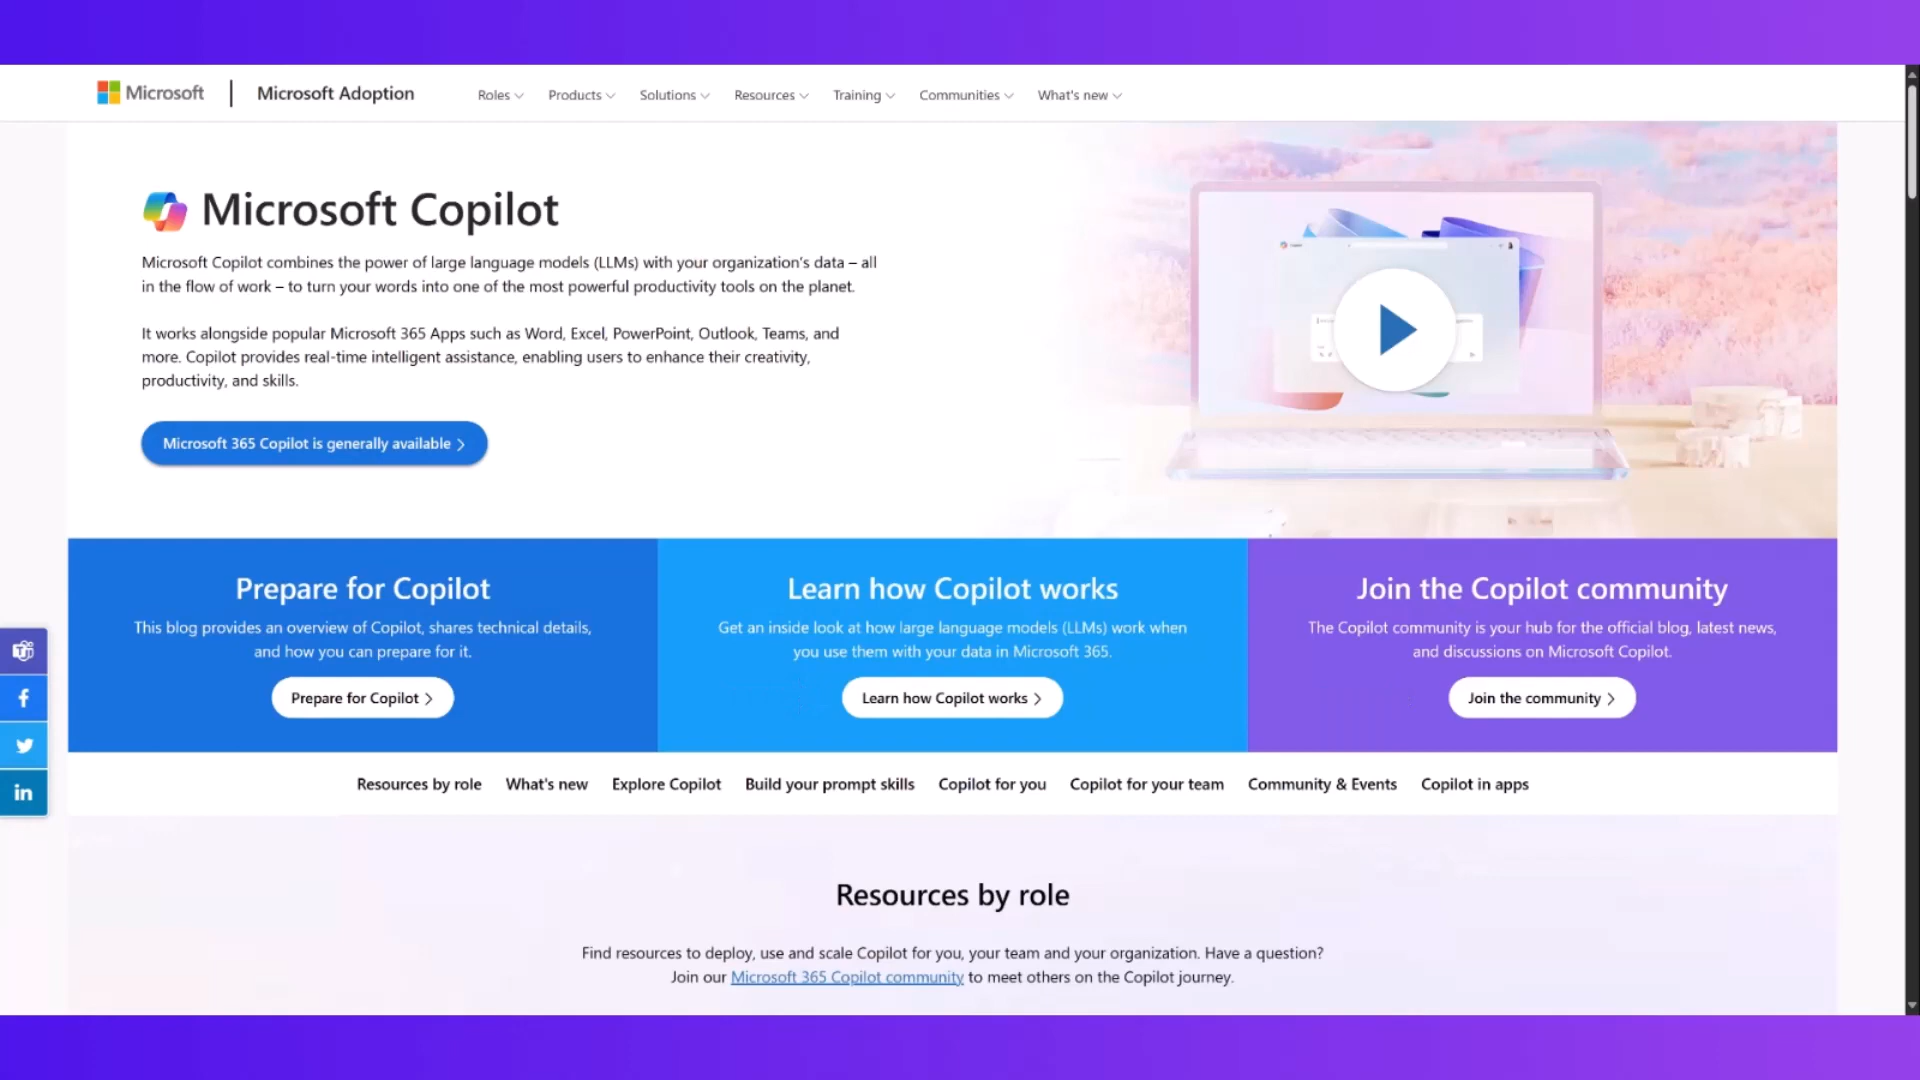 Microsoft
Microsoft Adoption
Roles
Products
Solutions
Resources
Training
Communities
What's new
Microsoft Copilot
Microsoft Copilot combines the power of large language models (LLMs) with your organization's data – all
in the flow of work – to turn your words into one of the most powerful productivity tools on the planet.
It works alongside popular Microsoft 365 Apps such as Word, Excel, PowerPoint, Outlook, Teams, and
more. Copilot provides real-time intelligent assistance, enabling users to enhance their creativity,
productivity, and skills.
Microsoft 365 Copilot is generally available
Prepare for Copilot
This blog provides an overview of Copilot, shares technical details,
and how you can prepare for it.
Prepare for Copilot
Learn how Copilot works
Get an inside look at how large language models (LLMs) work when
you use them with your data in Microsoft 365.
Learn how Copilot works
Join the Copilot community
The Copilot community is your hub for the official blog, latest news,
and discussions on Microsoft Copilot.
Join the community
Resources by role
What's new
Explore Copilot
Build your prompt skills
Copilot for you
Copilot for your team
Community & Events
Copilot in apps
Resources by role
Find resources to deploy, use and scale Copilot for you, your team and your organization. Have a question?
Join our Microsoft 365 Copilot community to meet others on the Copilot journey.